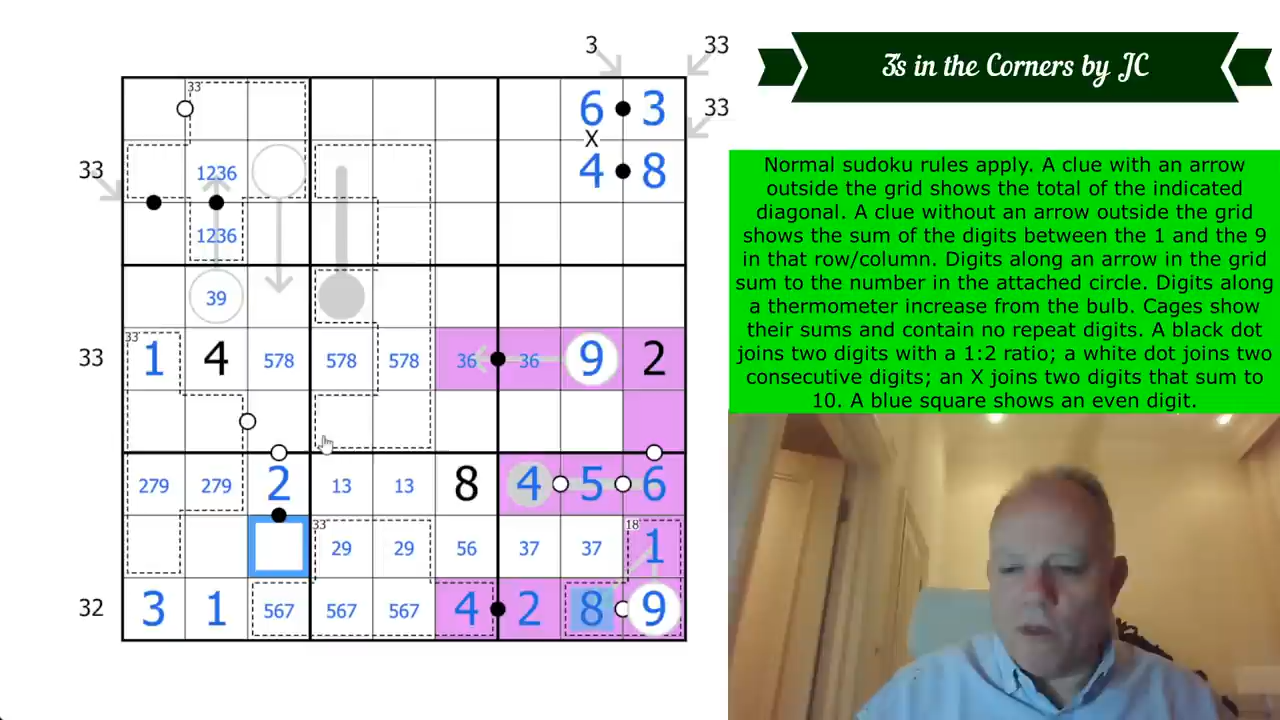 3s in the Corners by JC
Normal sudoku rules apply. A clue with an arrow
outside the grid shows the total of the indicated
diagonal. A clue without an arrow outside the grid
shows the sum of the digits between the 1 and the 9
in that row/column. Digits along an arrow in the grid
sum to the number in the attached circle. Digits along
a thermometer increase from the bulb. Cages show
their sums and contain no repeat digits. A black dot
joins two digits with a 1:2 ratio; a white dot joins two
consecutive digits; an X joins two digits that sum to
10. A blue square shows an even digit.
3 33
33
6 3 33
X
33 1236 4 8
1236
39
33
33 1 4 578 578 578 36 36 9 2
279 279 2 13 13 8 4 5 6
33 18
29 29 56 37 37 1
32 3 1 567 567 567 4 2 8 9